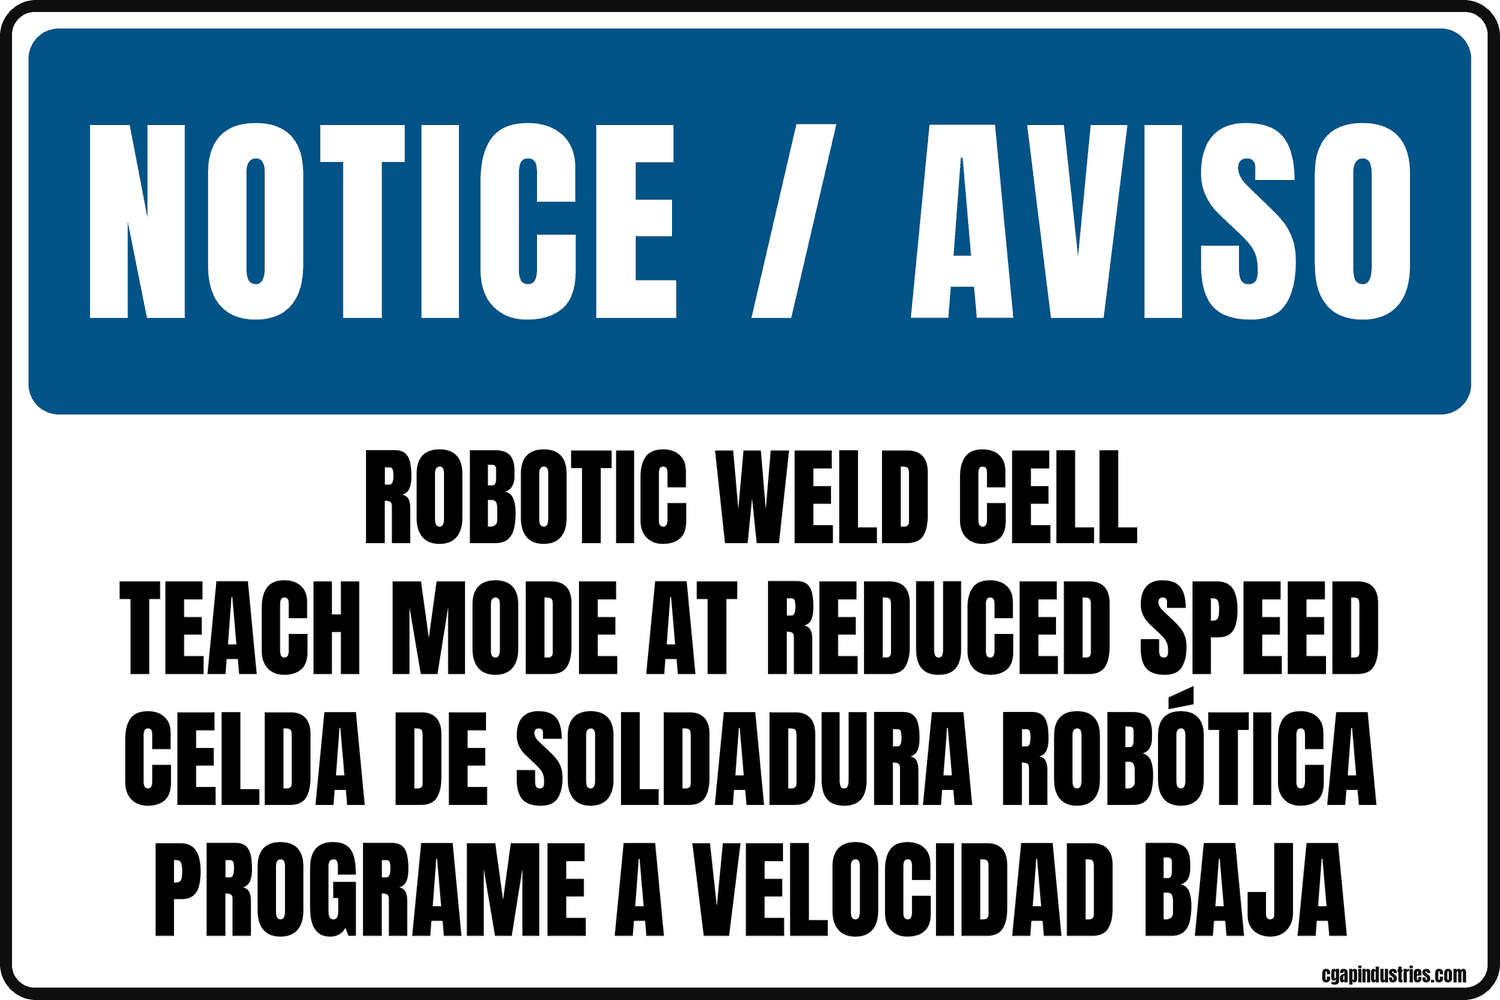 NOTICE / AVISO
ROBOTIC WELD CELL
TEACH MODE AT REDUCED SPEED
CELDA DE SOLDADURA ROBÓTICA
PROGRAME A VELOCIDAD BAJA
cgapindustries.com